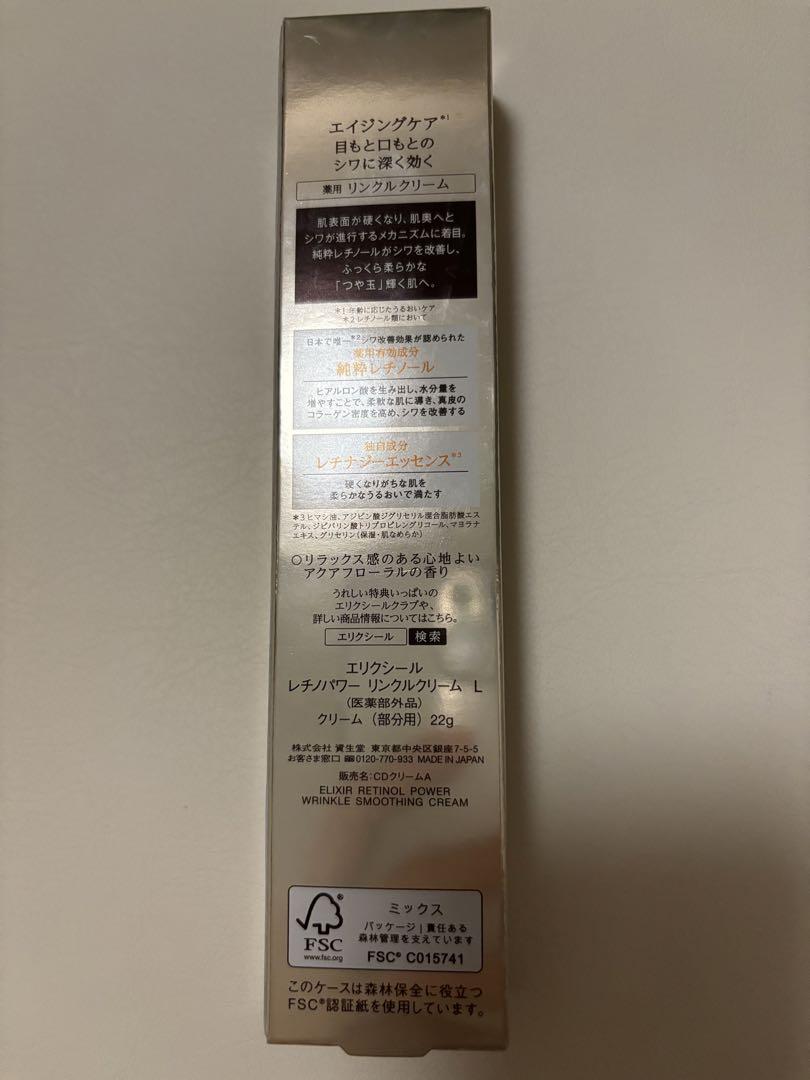 エイジングケア*1
目もと口もとの
シワに深く効く
薬用 リンクルクリーム
肌表面が硬くなり、肌奥へと
シワが進行するメカニズムに着目。
純粋レチノールがシワを改善し、
ふっくら柔らかな
「つや玉」輝く肌へ。
*1 年齢に応じたうるおいケア
*2 レチノール類において
日本で唯一*2シワ改善効果が認められた
薬用有効成分
純粋レチノール
ヒアルロン酸を生み出し、水分量を
増やすことで、柔軟な肌に導き、真皮の
コラーゲン密度を高め、シワを改善する
独自成分
レチナジーエッセンス*3
硬くなりがちな肌を
柔らかなうるおいで満たす
*3 ヒマシ油、アジピン酸ジグリセリル混合脂肪酸エス
テル、ジピバリン酸トリプロピレングリコール、マヨラナ
エキス、グリセリン(保湿・肌なめらか)
○リラックス感のある心地よい
アクアフローラルの香り
うれしい特典いっぱいの
エリクシールクラブや、
詳しい商品情報についてはこちら。
エリクシール 検索
エリクシール
レチノパワー リンクルクリーム L
(医薬部外品)
クリーム(部分用)22g
株式会社 資生堂 東京都中央区銀座7-5-5
お客さま窓口 0120-770-933 MADE IN JAPAN
販売名:CDクリームA
ELIXIR RETINOL POWER
WRINKLE SMOOTHING CREAM
ミックス
パッケージ|責任ある
森林管理を支えています
FSC® C015741
FSC
www.fsc.org
このケースは森林保全に役立つ
FSC®認証紙を使用しています。